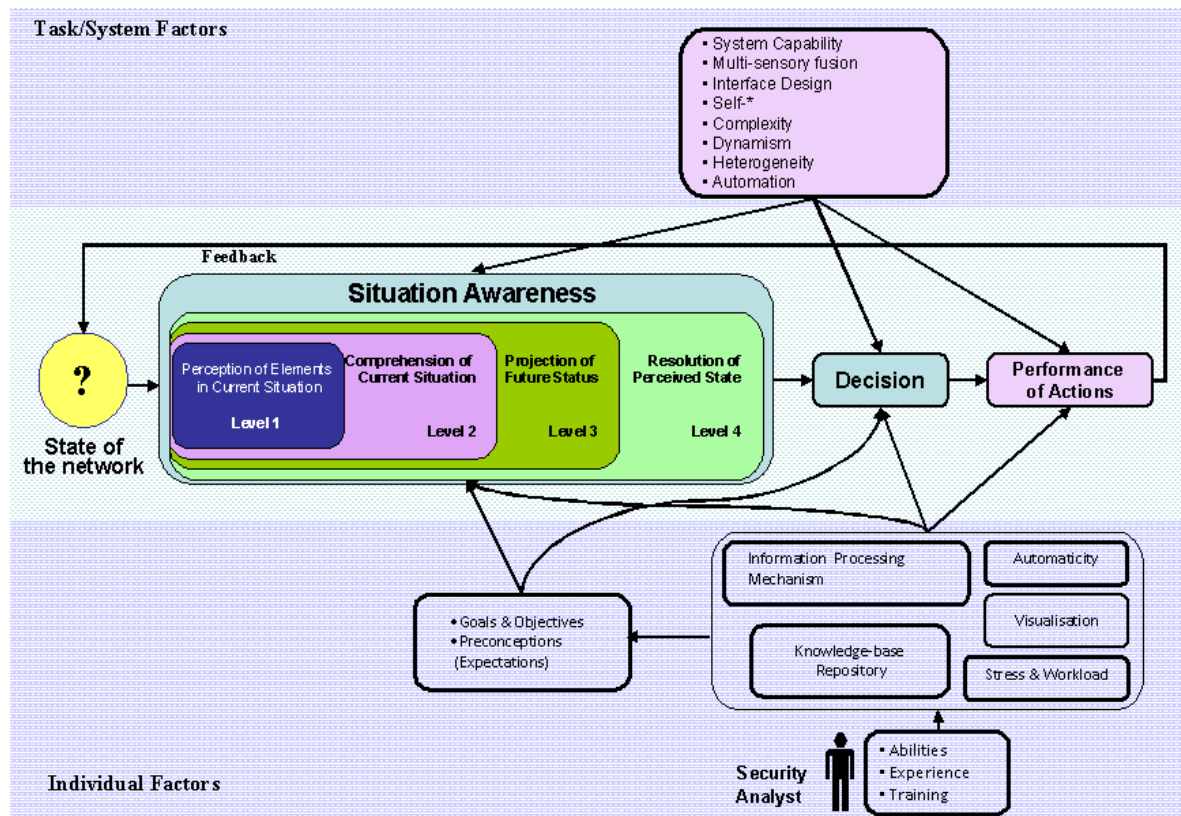 Task/System Factors
▪ System Capability
▪ Multi-sensory fusion
▪ Interface Design
▪ Self-*
▪ Complexity
▪ Dynamism
▪ Heterogeneity
▪ Automation
Feedback
Situation Awareness
?
State of
the network
Perception of Elements
in Current Situation
Level 1
Comprehension of
Current Situation
Level 2
Projection of
Future Status
Level 3
Resolution of
Perceived State
Level 4
Decision
Performance
of Actions
• Goals & Objectives
• Preconceptions
(Expectations)
Information Processing
Mechanism
Automaticity
Visualisation
Knowledge-base
Repository
Stress & Workload
Security
Analyst
▪ Abilities
▪ Experience
▪ Training
Individual Factors